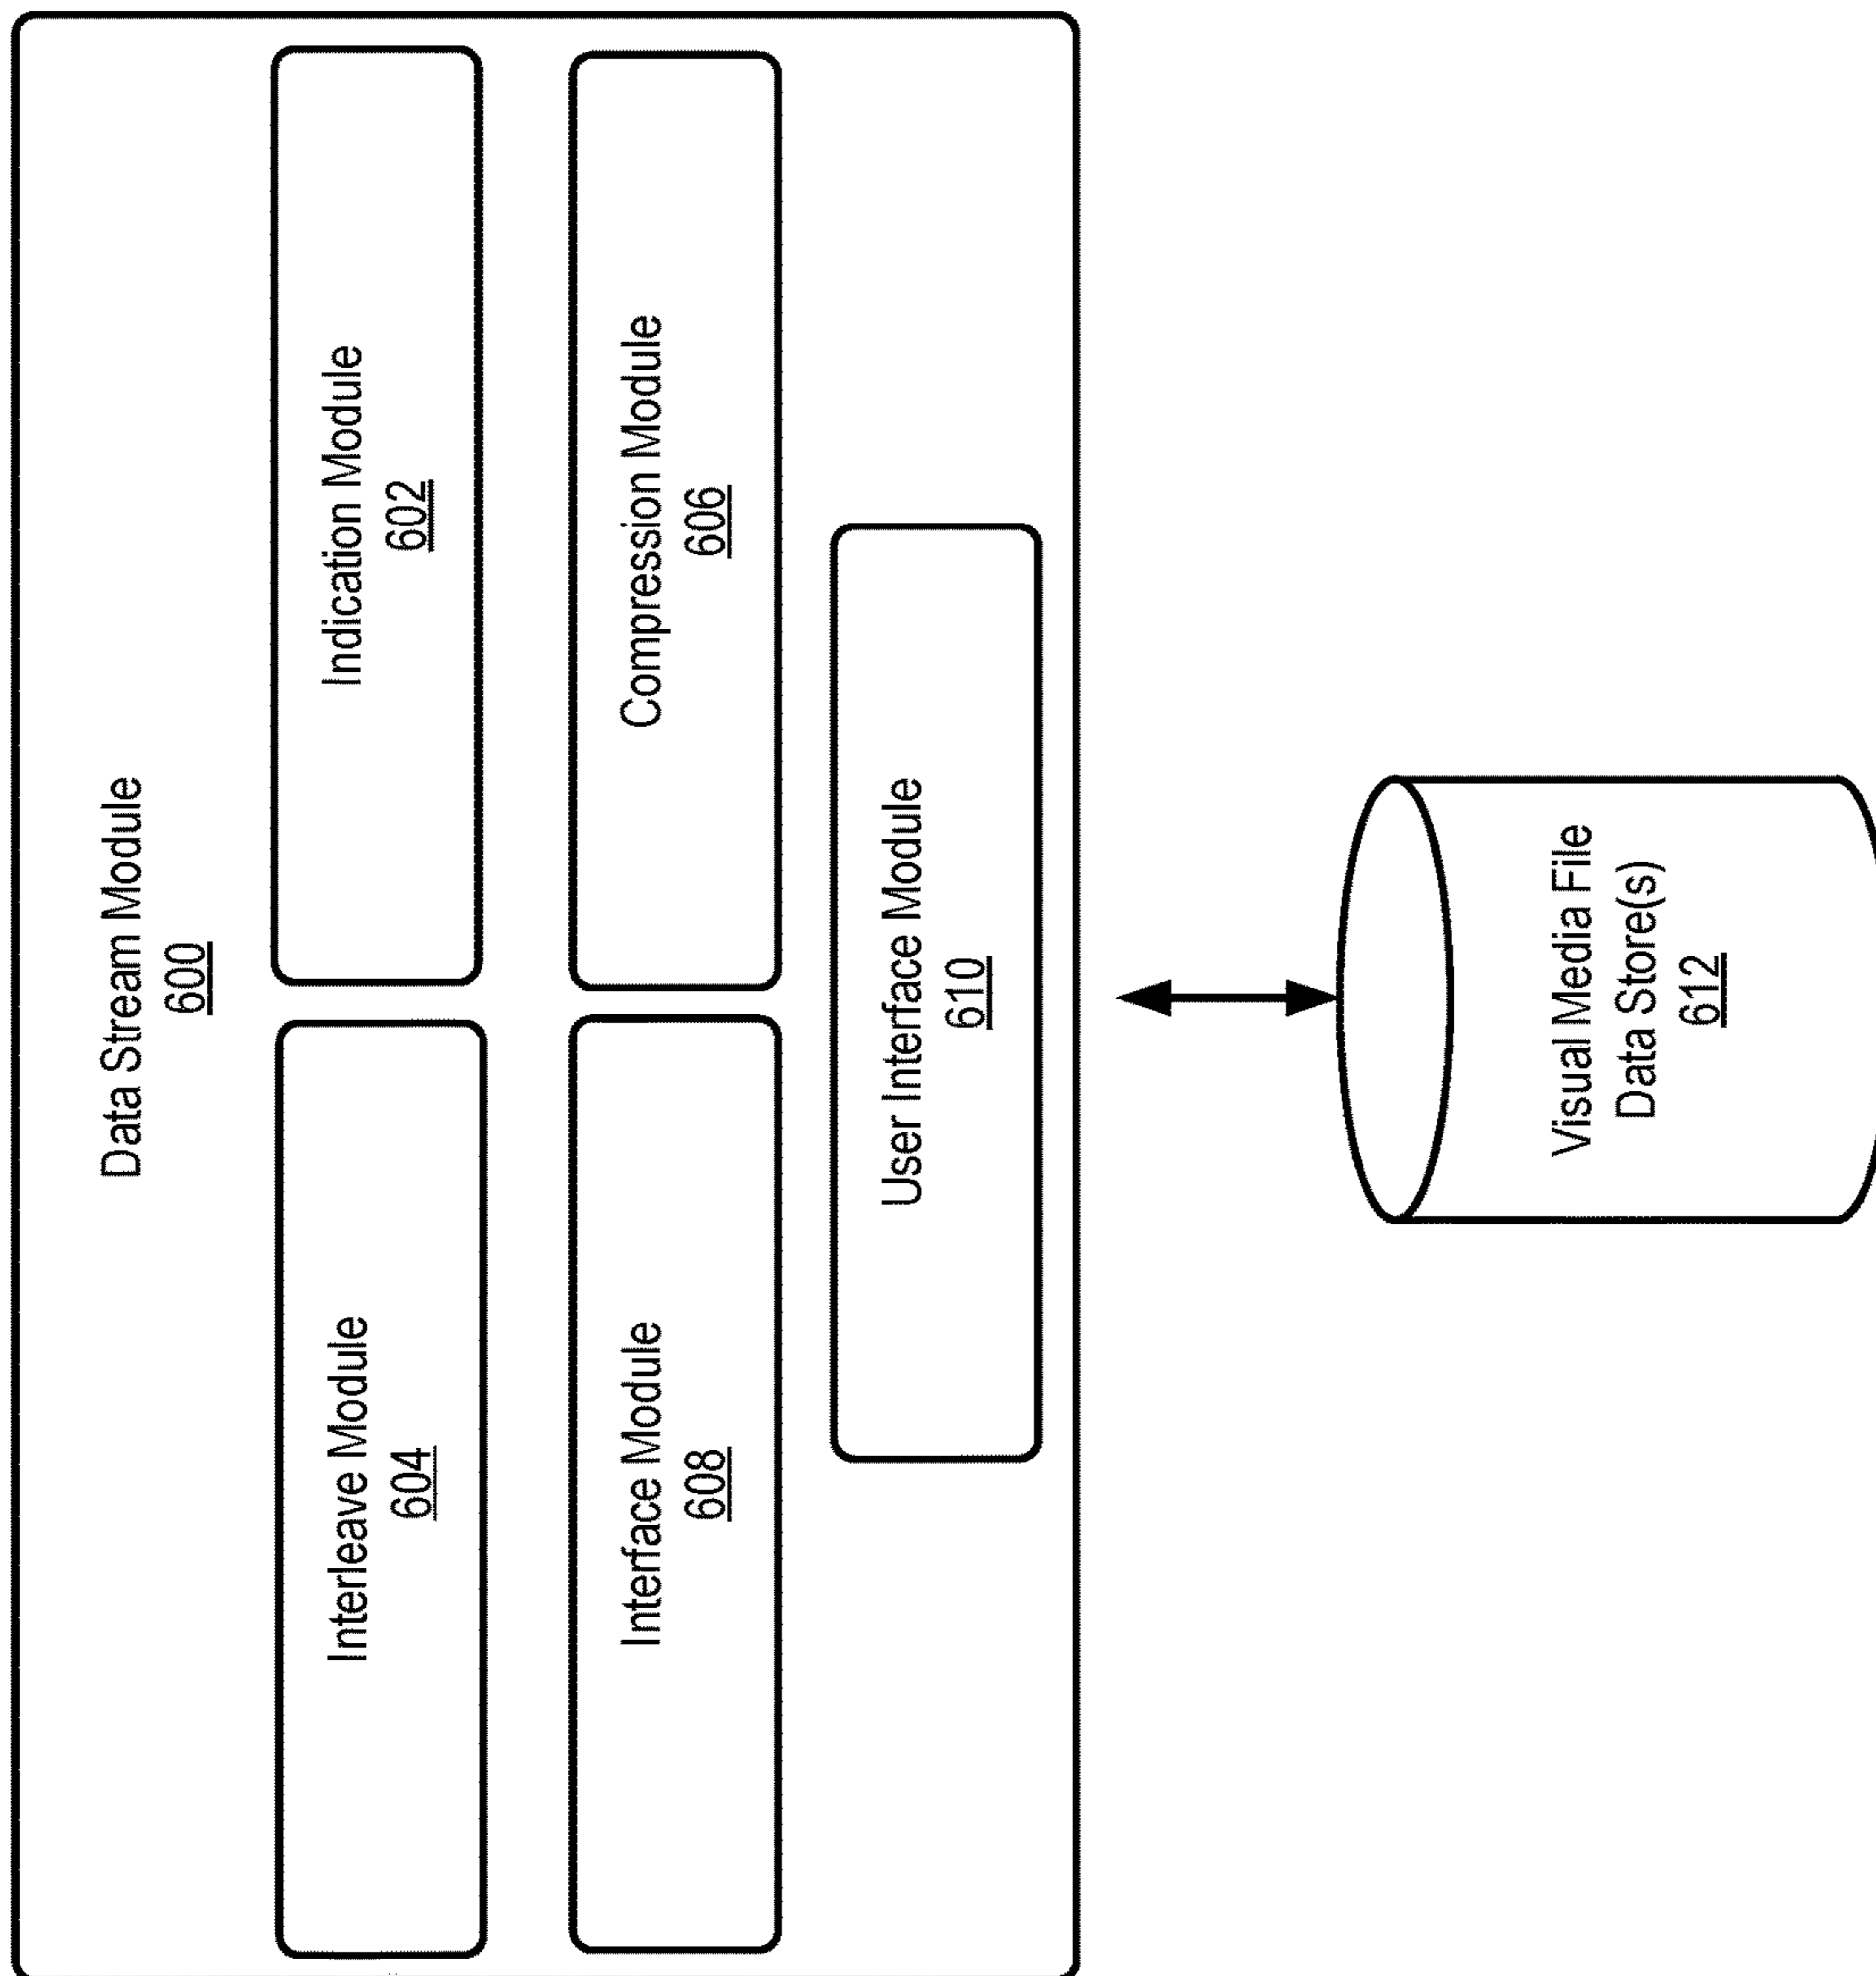 Data Stream Module
600
Interleave Module
604
Indication Module
602
Interface Module
608
Compression Module
606
User Interface Module
610
Visual Media File
Data Store(s)
612